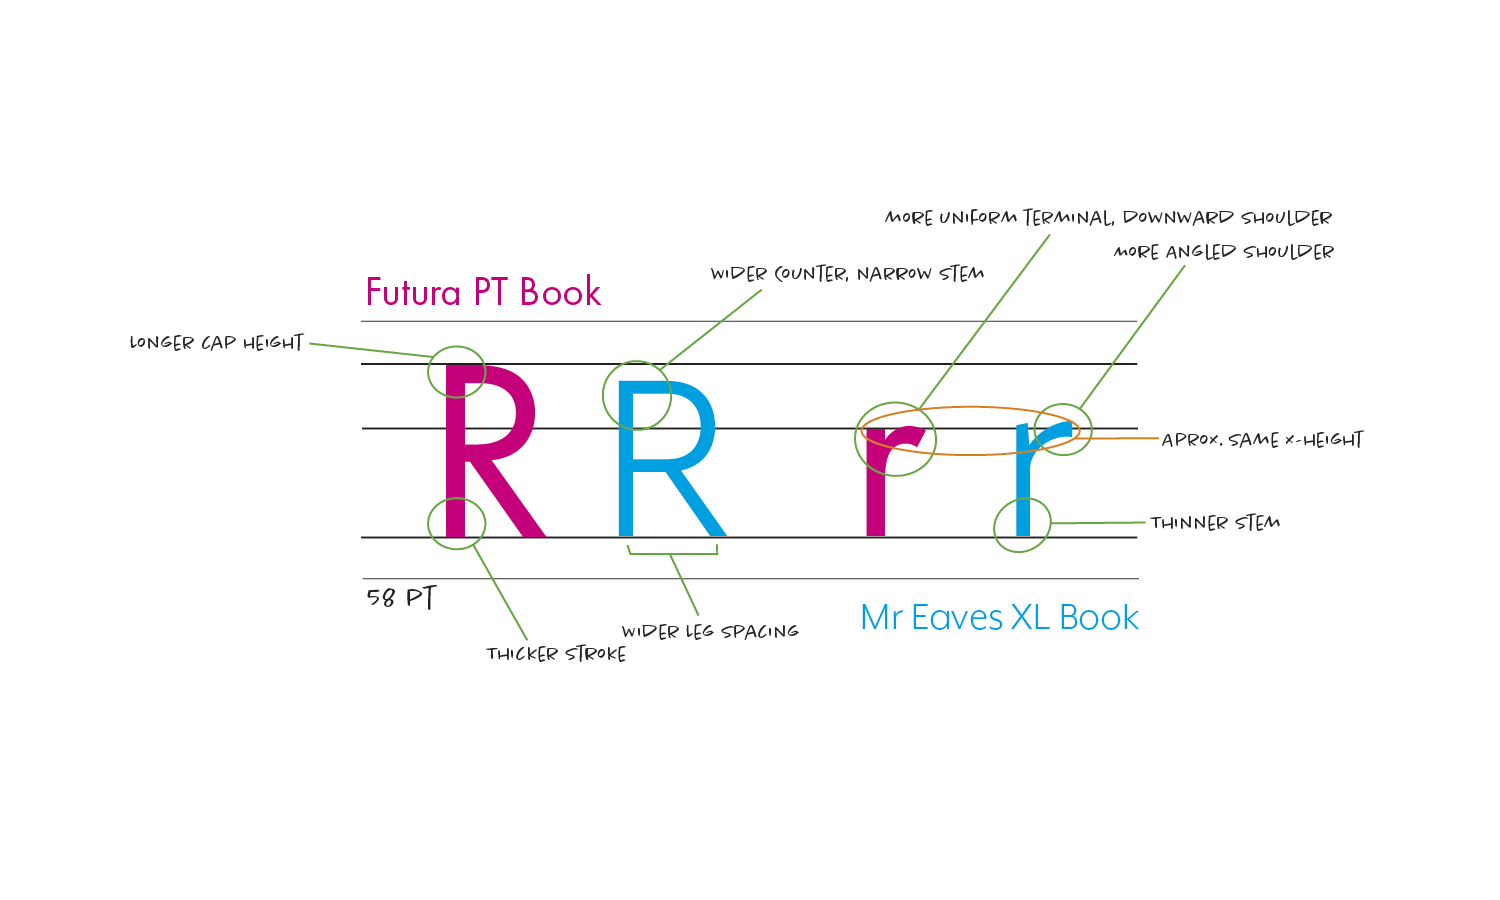 MORE UNIFORM TERMINAL, DOWNWARD SHOULDER
MORE ANGLED SHOULDER
WIDER COUNTER, NARROW STEM
Futura PT Book
LONGER CAP HEIGHT
R R r r
APROX. SAME X-HEIGHT
THINNER STEM
58 PT
Mr Eaves XL Book
WIDER LEG SPACING
THICKER STROKE